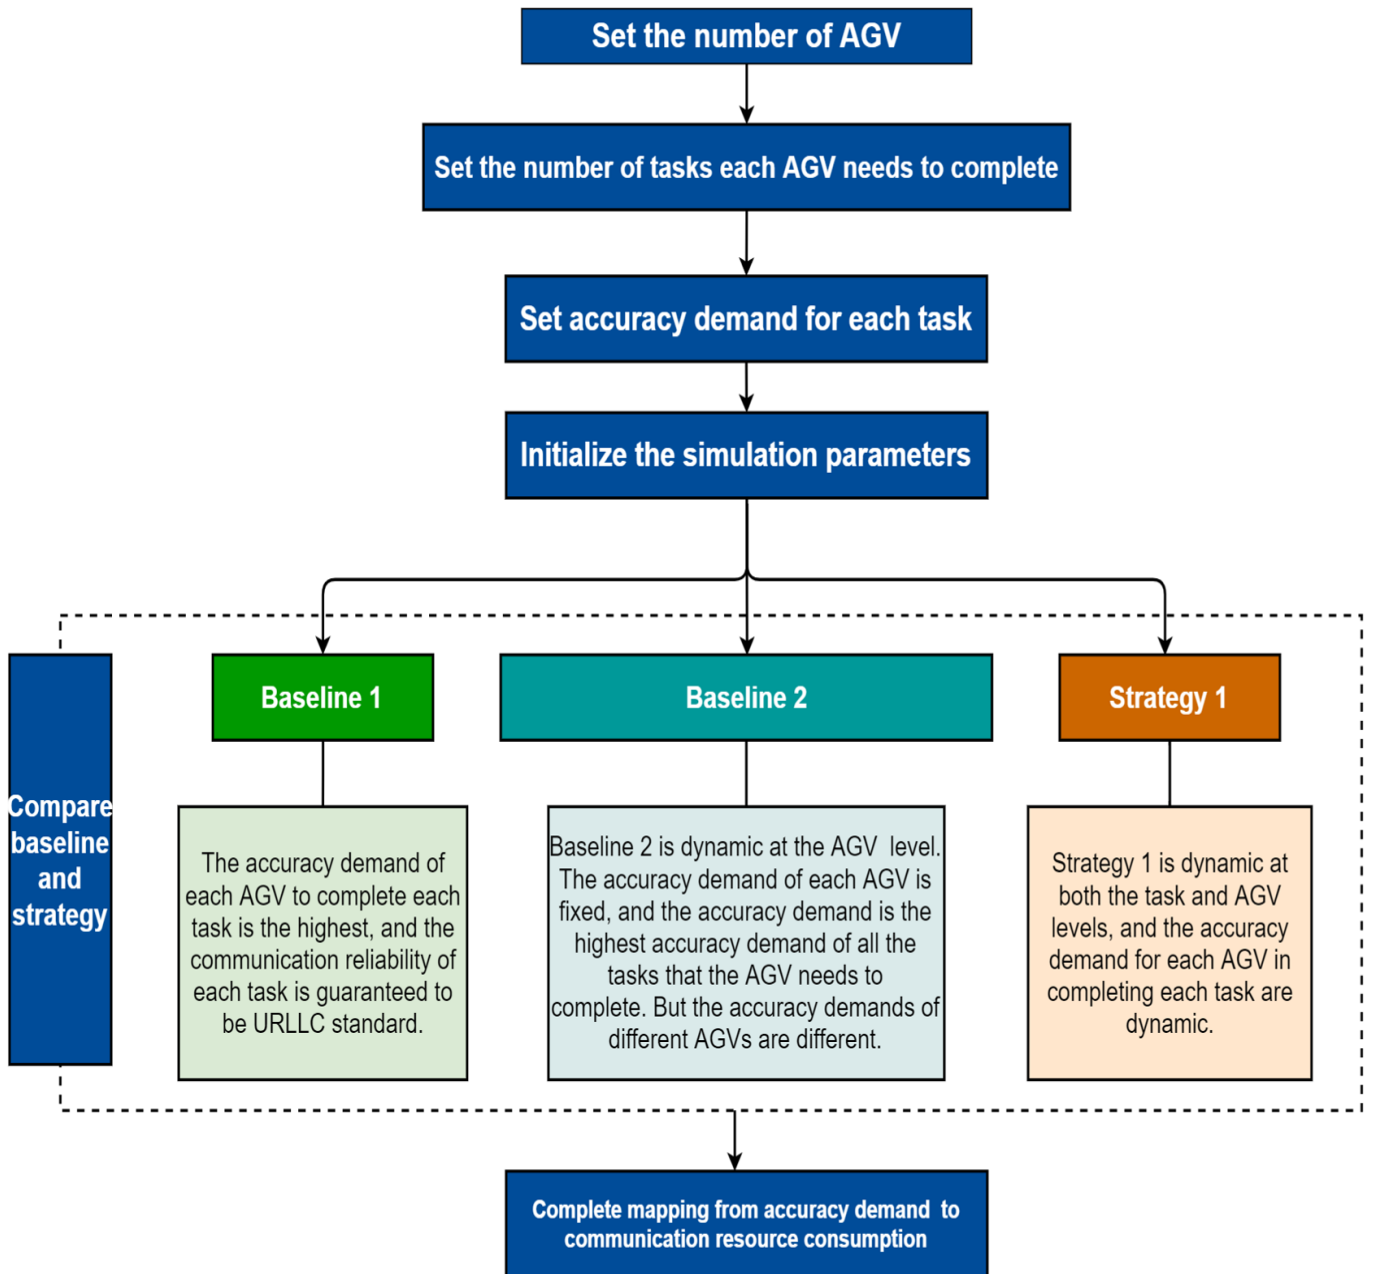 Set the number of AGV
Set the number of tasks each AGV needs to complete
Set accuracy demand for each task
Initialize the simulation parameters
Compare
baseline
and
strategy
Baseline 1
The accuracy demand of
each AGV to complete each
task is the highest, and the
communication reliability of
each task is guaranteed to
be URLLC standard.
Baseline 2
Baseline 2 is dynamic at the AGV level.
The accuracy demand of each AGV is
fixed, and the accuracy demand is the
highest accuracy demand of all the
tasks that the AGV needs to
complete. But the accuracy demands of
different AGVs are different.
Strategy 1
Strategy 1 is dynamic at
both the task and AGV
levels, and the accuracy
demand for each AGV in
completing each task are
dynamic.
Complete mapping from accuracy demand to
communication resource consumption